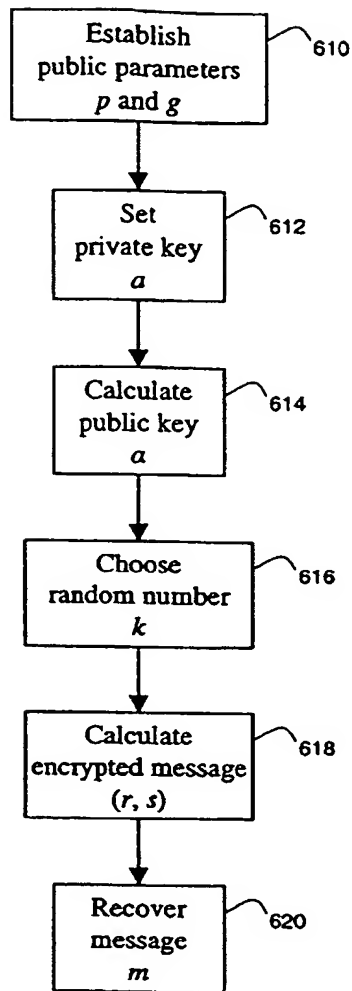 Establish
public parameters
p and g
610
Set
private key
a
612
Calculate
public key
a
614
Choose
random number
k
616
Calculate
encrypted message
(r, s)
618
Recover
message
m
620